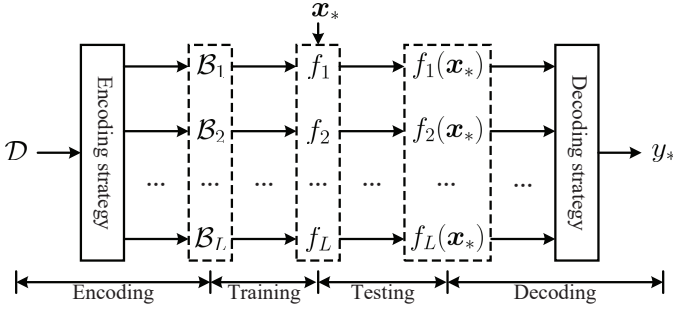 𝒙*
𝒟
Encoding strategy
ℬ₁ f₁ f₁(𝒙*)
ℬ₂ f₂ f₂(𝒙*)
... ... ... ... ... ... ...
ℬL fL fL(𝒙*)
Decoding strategy
y*
Encoding Training Testing Decoding